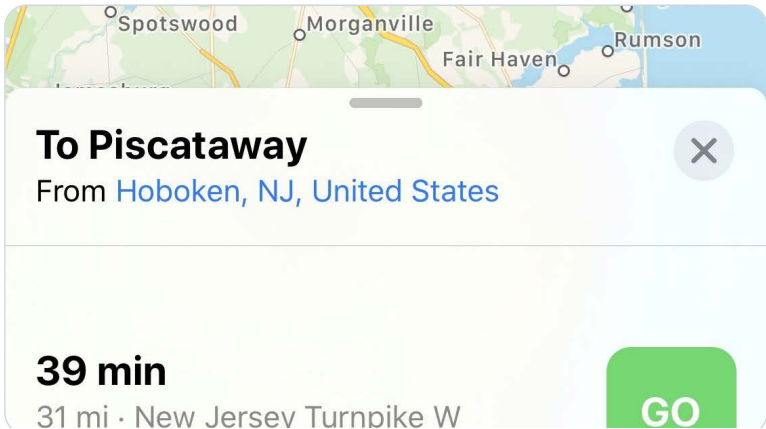 Spotswood
Morganville
Rumson
Fair Haven
Jamesburg
To Piscataway
From Hoboken, NJ, United States
39 min
31 mi · New Jersey Turnpike W
GO